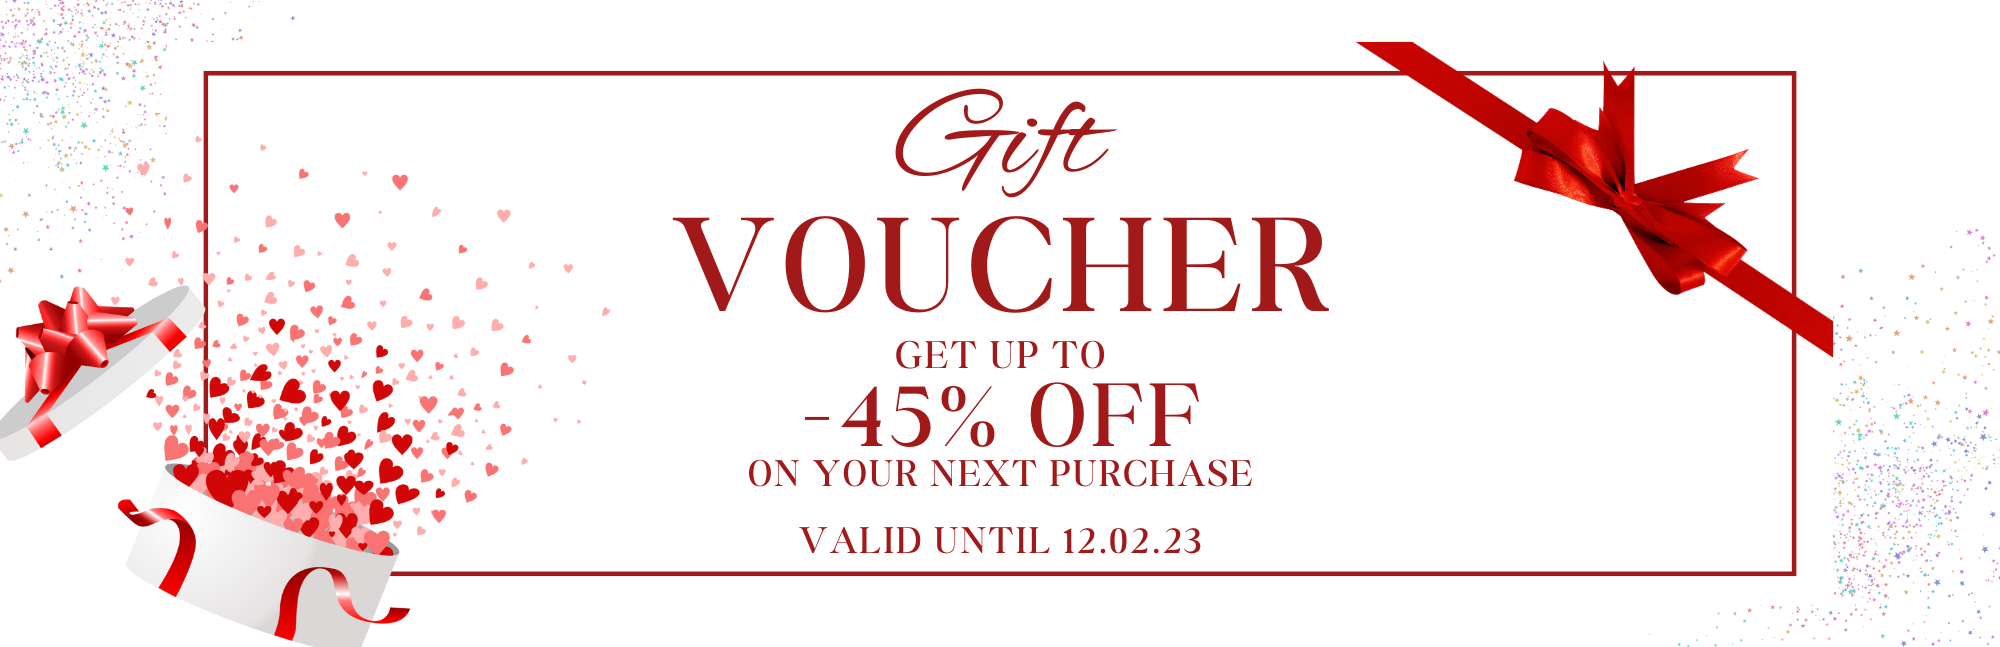 Gift
VOUCHER
GET UP TO
-45% OFF
ON YOUR NEXT PURCHASE
VALID UNTIL 12.02.23